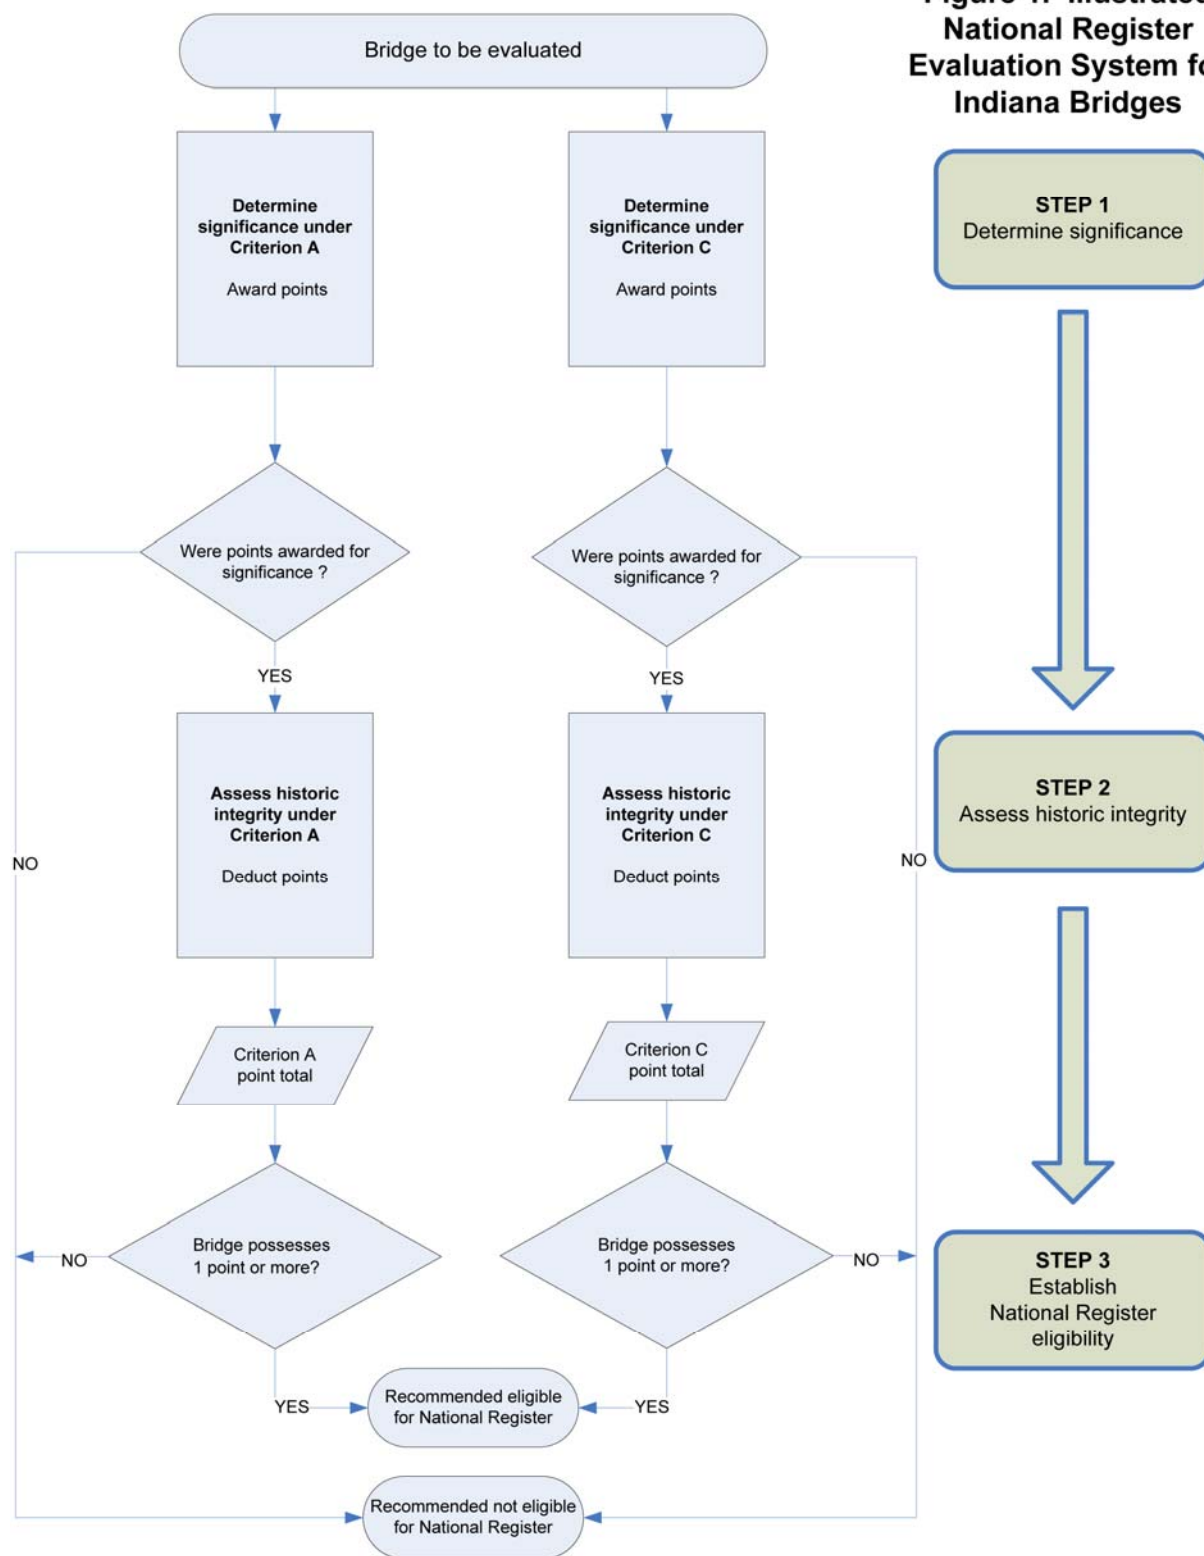 Figure 1. Illustrated
National Register
Evaluation System
Indiana Bridges
Bridge to be evaluated
Determine
significance under
Criterion A
Award points
Determine
significance under
Criterion C
Award points
STEP 1
Determine significance
Were points awarded for
significance ?
Were points awarded for
significance ?
YES
YES
Assess historic
integrity under
Criterion A
Deduct points
Assess historic
integrity under
Criterion C
Deduct points
STEP 2
Assess historic integrity
NO
NO
Criterion A
point total
Criterion C
point total
Bridge possesses
1 point or more?
Bridge possesses
1 point or more?
NO
NO
STEP 3
Establish
National Register
eligibility
YES
Recommended eligible
for National Register
YES
Recommended not eligible
for National Register